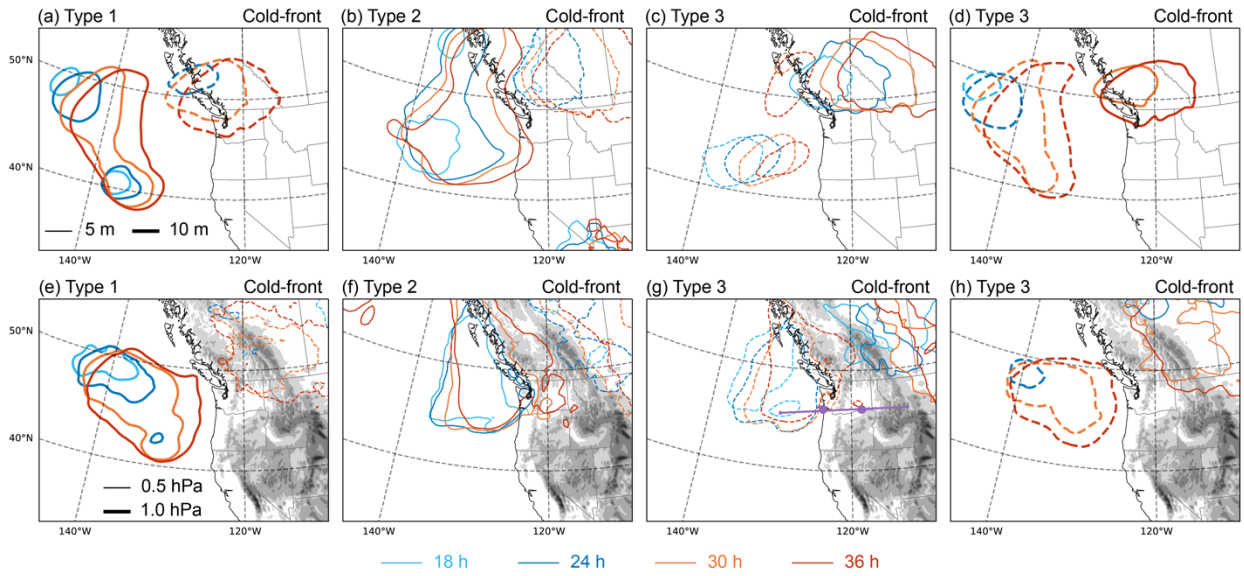 (a) Type 1 Cold-front (b) Type 2 Cold-front (c) Type 3 Cold-front (d) Type 3 Cold-front
50°N
40°N
5 m 10 m
140°W 120°W 140°W 120°W 140°W 120°W 140°W 120°W
(e) Type 1 Cold-front (f) Type 2 Cold-front (g) Type 3 Cold-front (h) Type 3 Cold-front
50°N
40°N
0.5 hPa
1.0 hPa
140°W 120°W 140°W 120°W 140°W 120°W 140°W 120°W
18 h 24 h 30 h 36 h